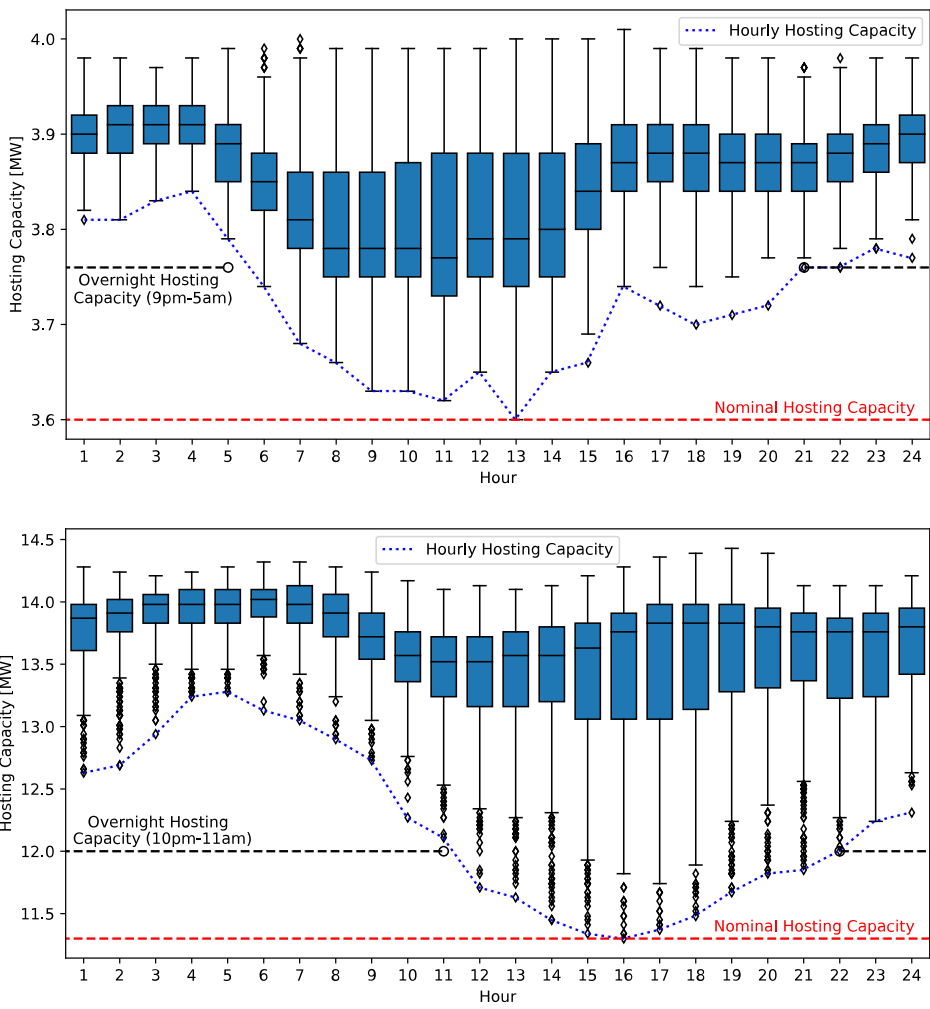 Hourly Hosting Capacity
4.0
3.9
3.8
3.7
3.6
Hosting Capacity [MW]
Overnight Hosting
Capacity (9pm-5am)
Nominal Hosting Capacity
1 2 3 4 5 6 7 8 9 10 11 12 13 14 15 16 17 18 19 20 21 22 23 24
Hour
Hourly Hosting Capacity
14.5
14.0
13.5
13.0
12.5
12.0
11.5
Hosting Capacity [MW]
Overnight Hosting
Capacity (10pm-11am)
Nominal Hosting Capacity
1 2 3 4 5 6 7 8 9 10 11 12 13 14 15 16 17 18 19 20 21 22 23 24
Hour